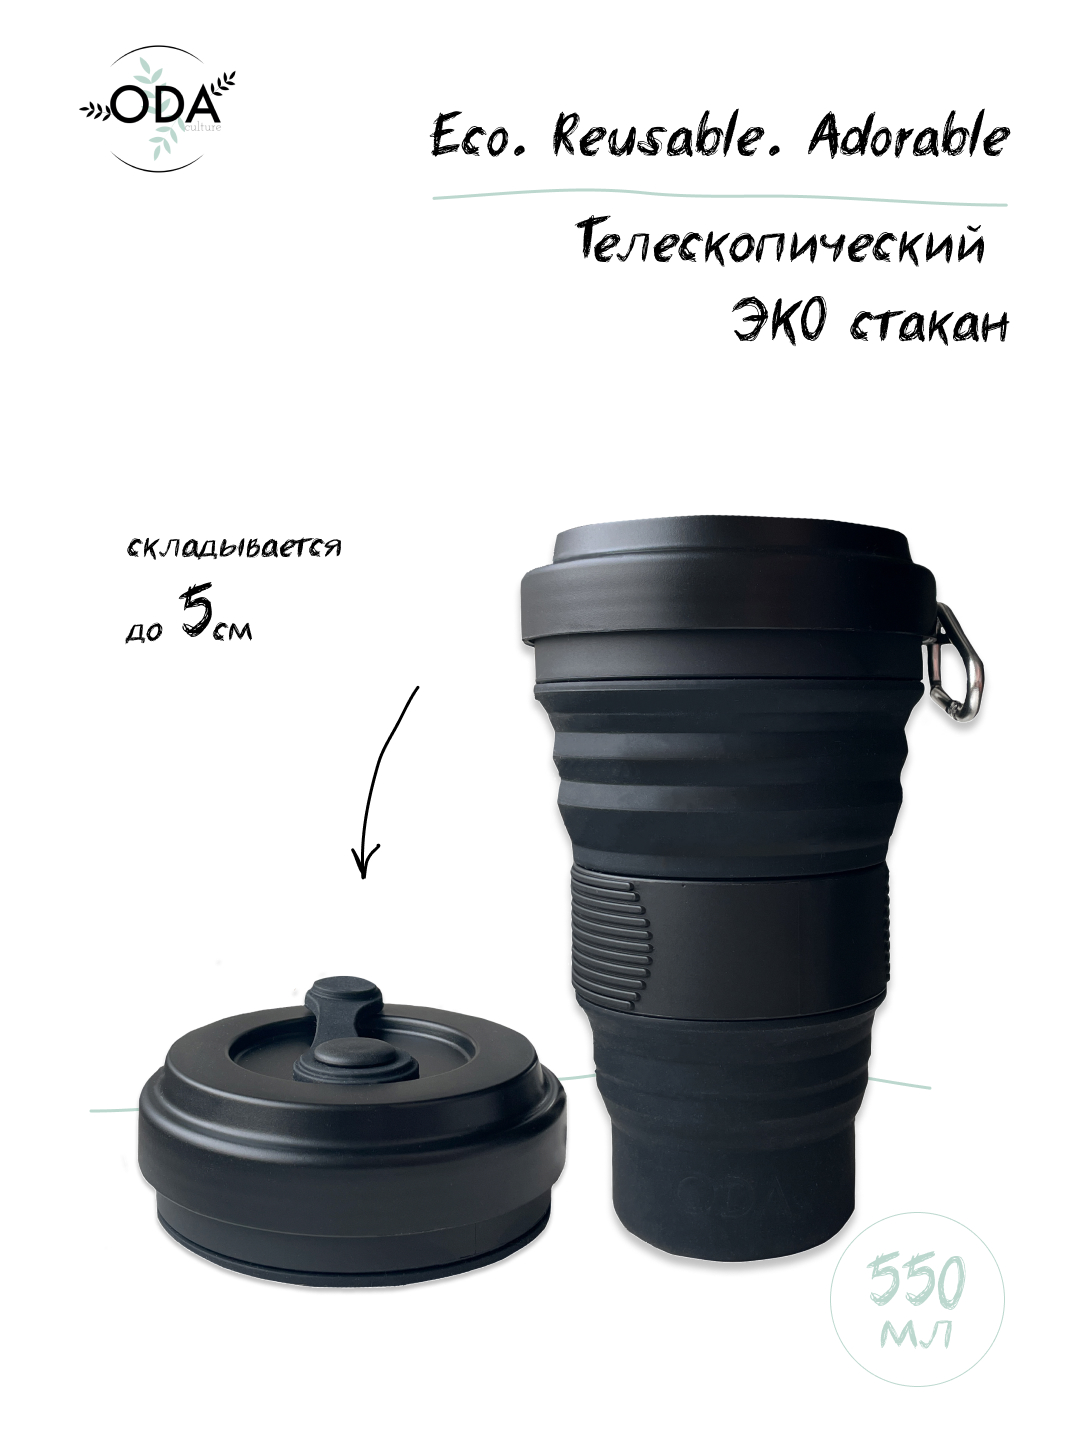 ODA
culture
Eco. Reusable. Adorable
Телескопический
ЭКО стакан
складывается
до 5см
ODA
550
мл